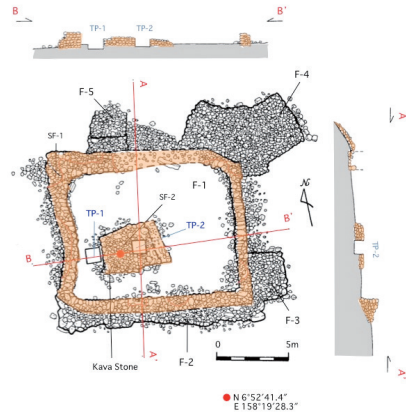 B
B'
TP-1
TP-2
A
F-5
F-4
A
SF-1
F-1
SF-2
N
TP-1
TP-2
B'
TP-2
B
F-3
A'
F-2
Kava Stone
0
5m
A'
N 6°52'41.4"
E 158°19'28.3"